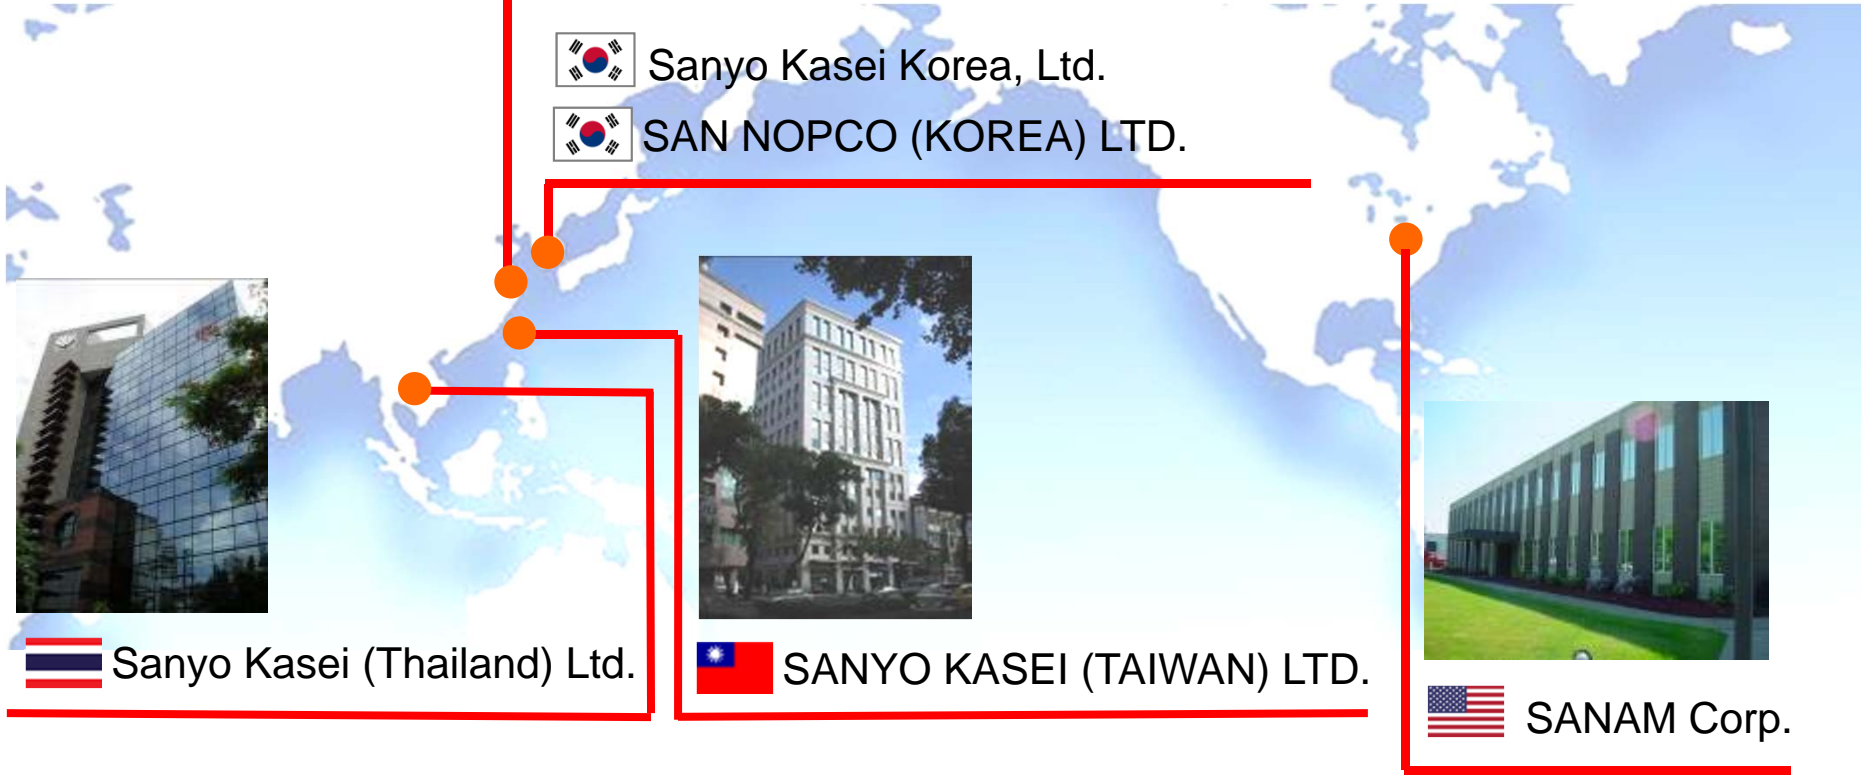 Sanyo Kasei Korea, Ltd.
SAN NOPCO (KOREA) LTD.
Sanyo Kasei (Thailand) Ltd.
SANYO KASEI (TAIWAN) LTD.
SANAM Corp.